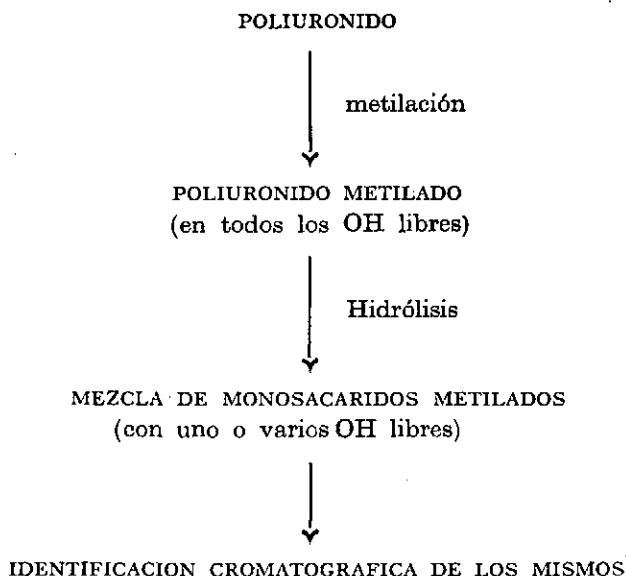 POLIURONIDO
metilación
POLIURONIDO METILADO
(en todos los OH libres)
Hidrólisis
MEZCLA DE MONOSACARIDOS METILADOS
(con uno o varios OH libres)
IDENTIFICACION CROMATOGRAFICA DE LOS MISMOS